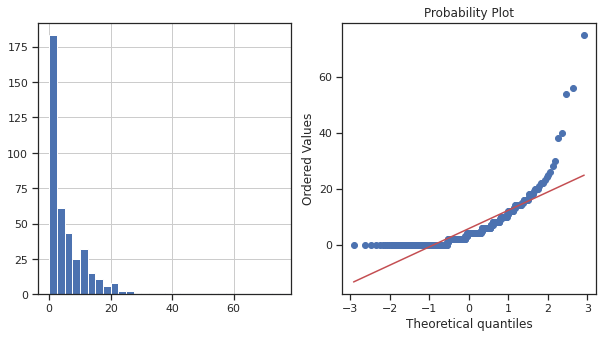 175
150
125
100
75
50
25
0
0 20 40 60
Probability Plot
Ordered Values
60
40
20
0
−3 −2 −1 0 1 2 3
Theoretical quantiles